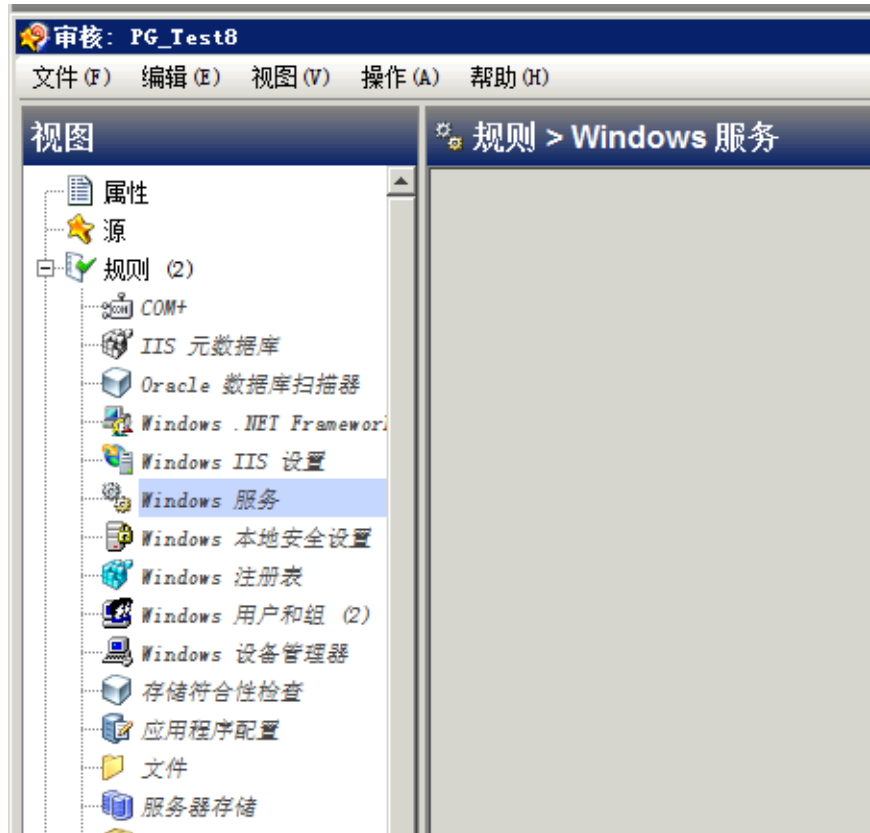 审核: PG_Test8
文件(F) 编辑(E) 视图(V) 操作(A) 帮助(H)
视图
规则 > Windows 服务
属性
源
规则 (2)
COM+
IIS 元数据库
Oracle 数据库扫描器
Windows .NET Framework
Windows IIS 设置
Windows 服务
Windows 本地安全设置
Windows 注册表
Windows 用户和组 (2)
Windows 设备管理器
存储符合性检查
应用程序配置
文件
服务器存储